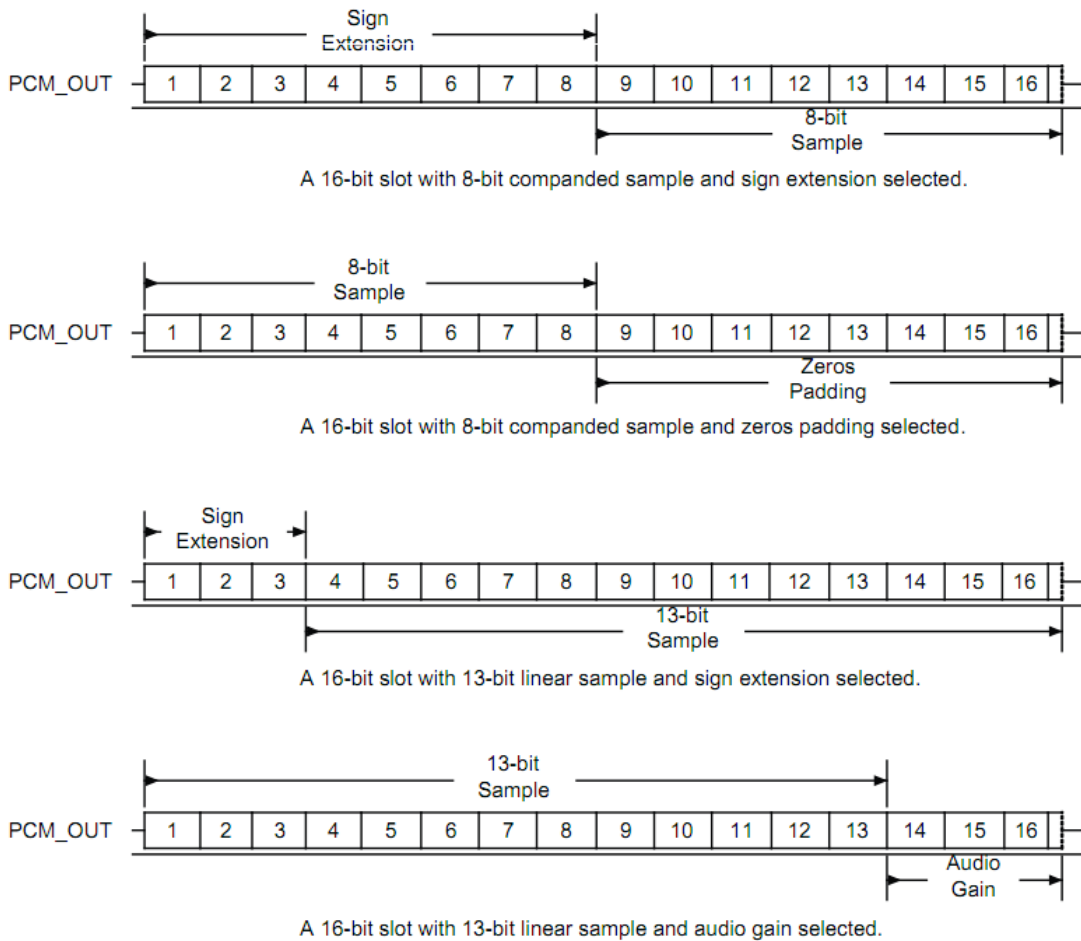 Sign
Extension
PCM_OUT 1 2 3 4 5 6 7 8 9 10 11 12 13 14 15 16
8-bit
Sample
A 16-bit slot with 8-bit companded sample and sign extension selected.
8-bit
Sample
PCM_OUT 1 2 3 4 5 6 7 8 9 10 11 12 13 14 15 16
Zeros
Padding
A 16-bit slot with 8-bit companded sample and zeros padding selected.
Sign
Extension
PCM_OUT 1 2 3 4 5 6 7 8 9 10 11 12 13 14 15 16
13-bit
Sample
A 16-bit slot with 13-bit linear sample and sign extension selected.
13-bit
Sample
PCM_OUT 1 2 3 4 5 6 7 8 9 10 11 12 13 14 15 16
Audio
Gain
A 16-bit slot with 13-bit linear sample and audio gain selected.